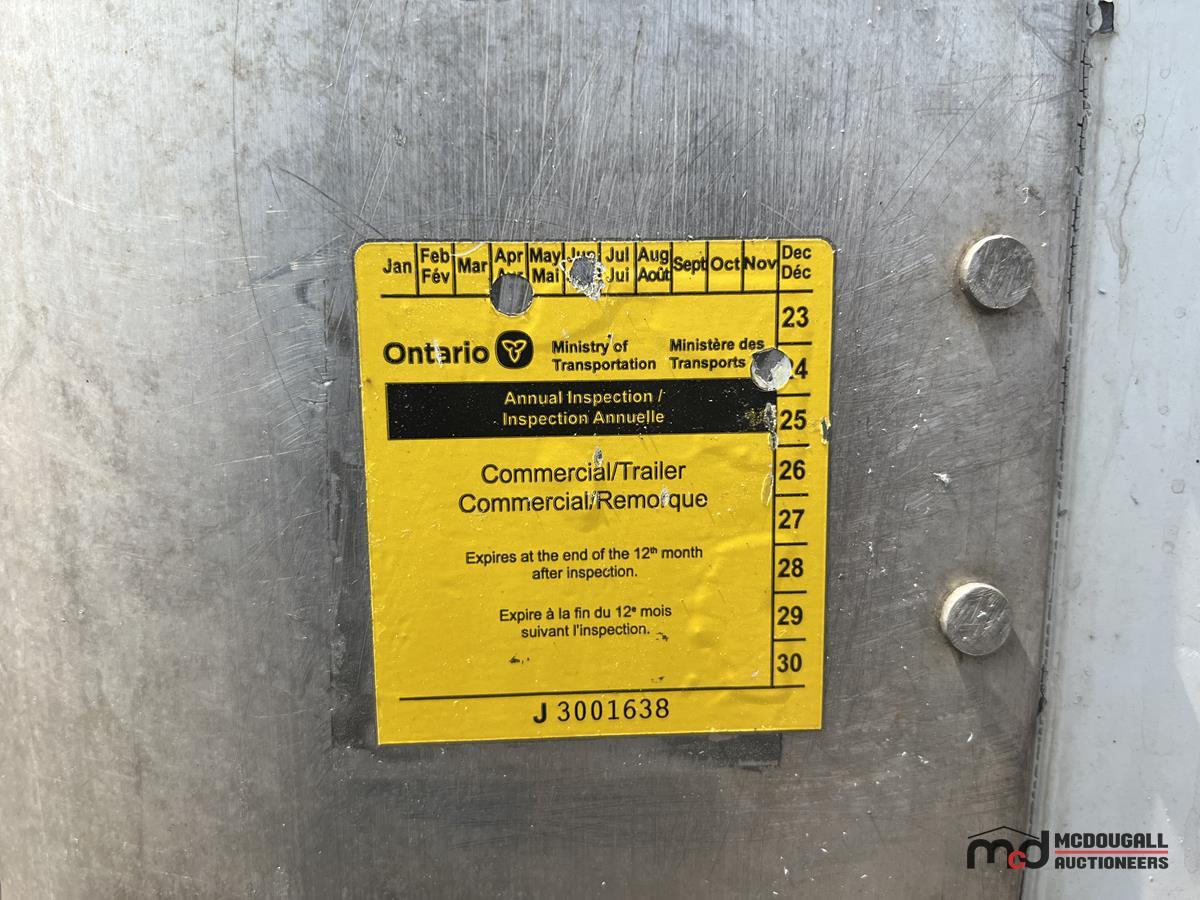 Jan Feb Mar Apr May Jul Aug Sept Oct Nov Dec
Fév Mai Jui Août Déc
23
Ontario Ministry of Ministère des
Transportation Transports
Annual Inspection /
Inspection Annuelle
25
Commercial/Trailer
26
Commercial/Remorque
27
Expires at the end of the 12th month
after inspection.
28
Expire à la fin du 12e mois
suivant l'inspection.
29
30
J 3001638
mcd MCDOUGALL
AUCTIONEERS